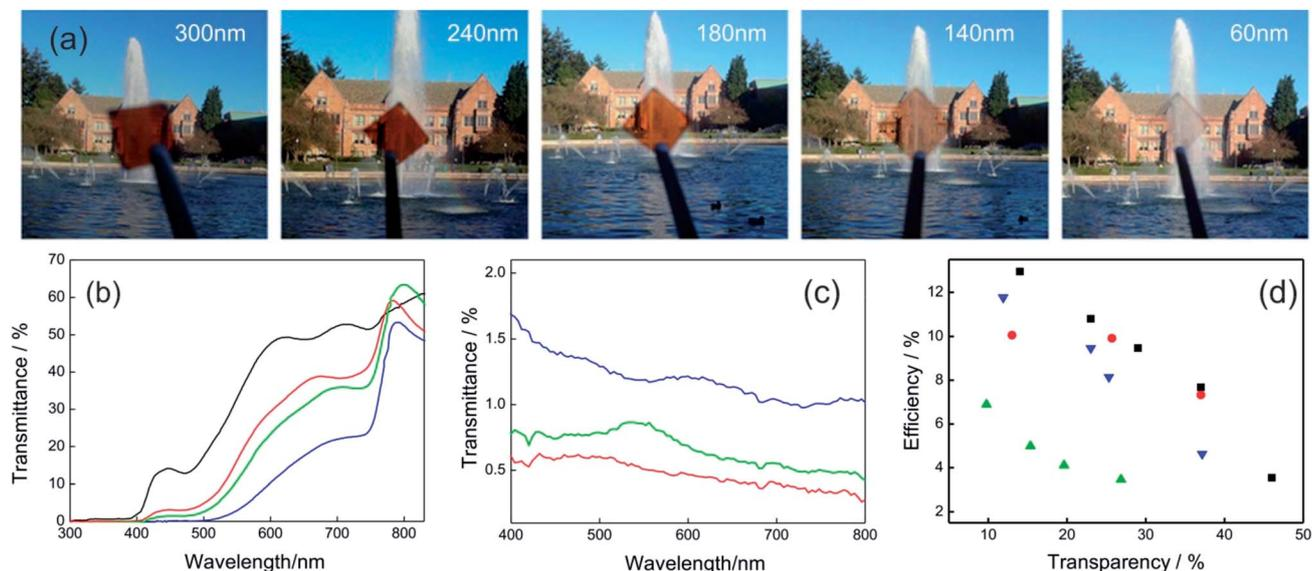 (a)
300nm
240nm
180nm
140nm
60nm
(b)
Transmittance / %
70
60
50
40
30
20
10
0
300 400 500 600 700 800
Wavelength/nm
(c)
Transmittance / %
2.0
1.5
1.0
0.5
400 500 600 700 800
Wavelength/nm
(d)
Efficiency / %
12
10
8
6
4
2
10 20 30 40 50
Transparency / %